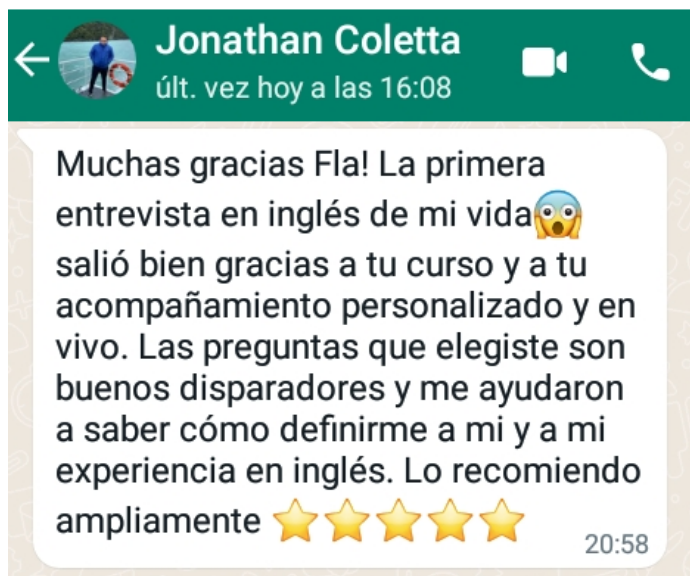 Jonathan Coletta
últ. vez hoy a las 16:08
Muchas gracias Fla! La primera
entrevista en inglés de mi vida😱
salió bien gracias a tu curso y a tu
acompañamiento personalizado y en
vivo. Las preguntas que elegiste son
buenos disparadores y me ayudaron
a saber cómo definirme a mi y a mi
experiencia en inglés. Lo recomiendo
ampliamente ⭐⭐⭐⭐⭐
20:58